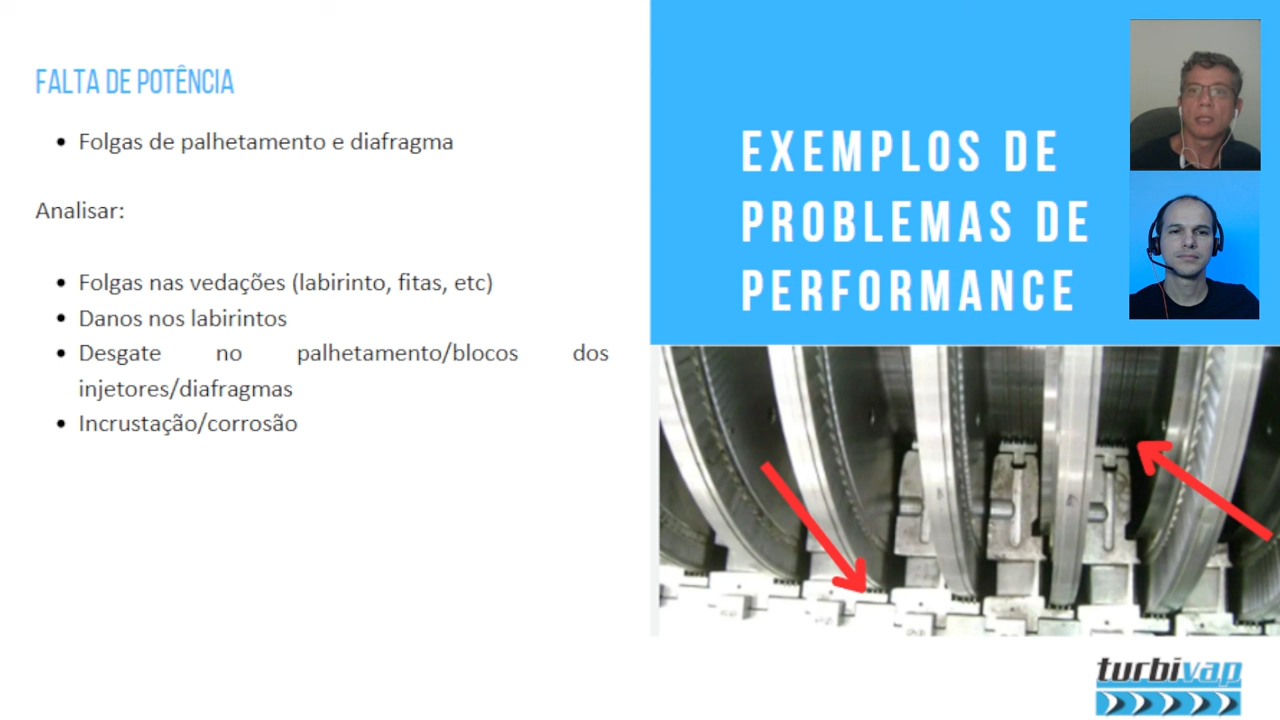 FALTA DE POTÊNCIA
Folgas de palhetamento e diafragma
Analisar:
Folgas nas vedações (labirinto, fitas, etc)
Danos nos labirintos
Desgate no palhetamento/blocos dos
injetores/diafragmas
Incrustação/corrosão
EXEMPLOS DE
PROBLEMAS DE
PERFORMANCE
turbivap